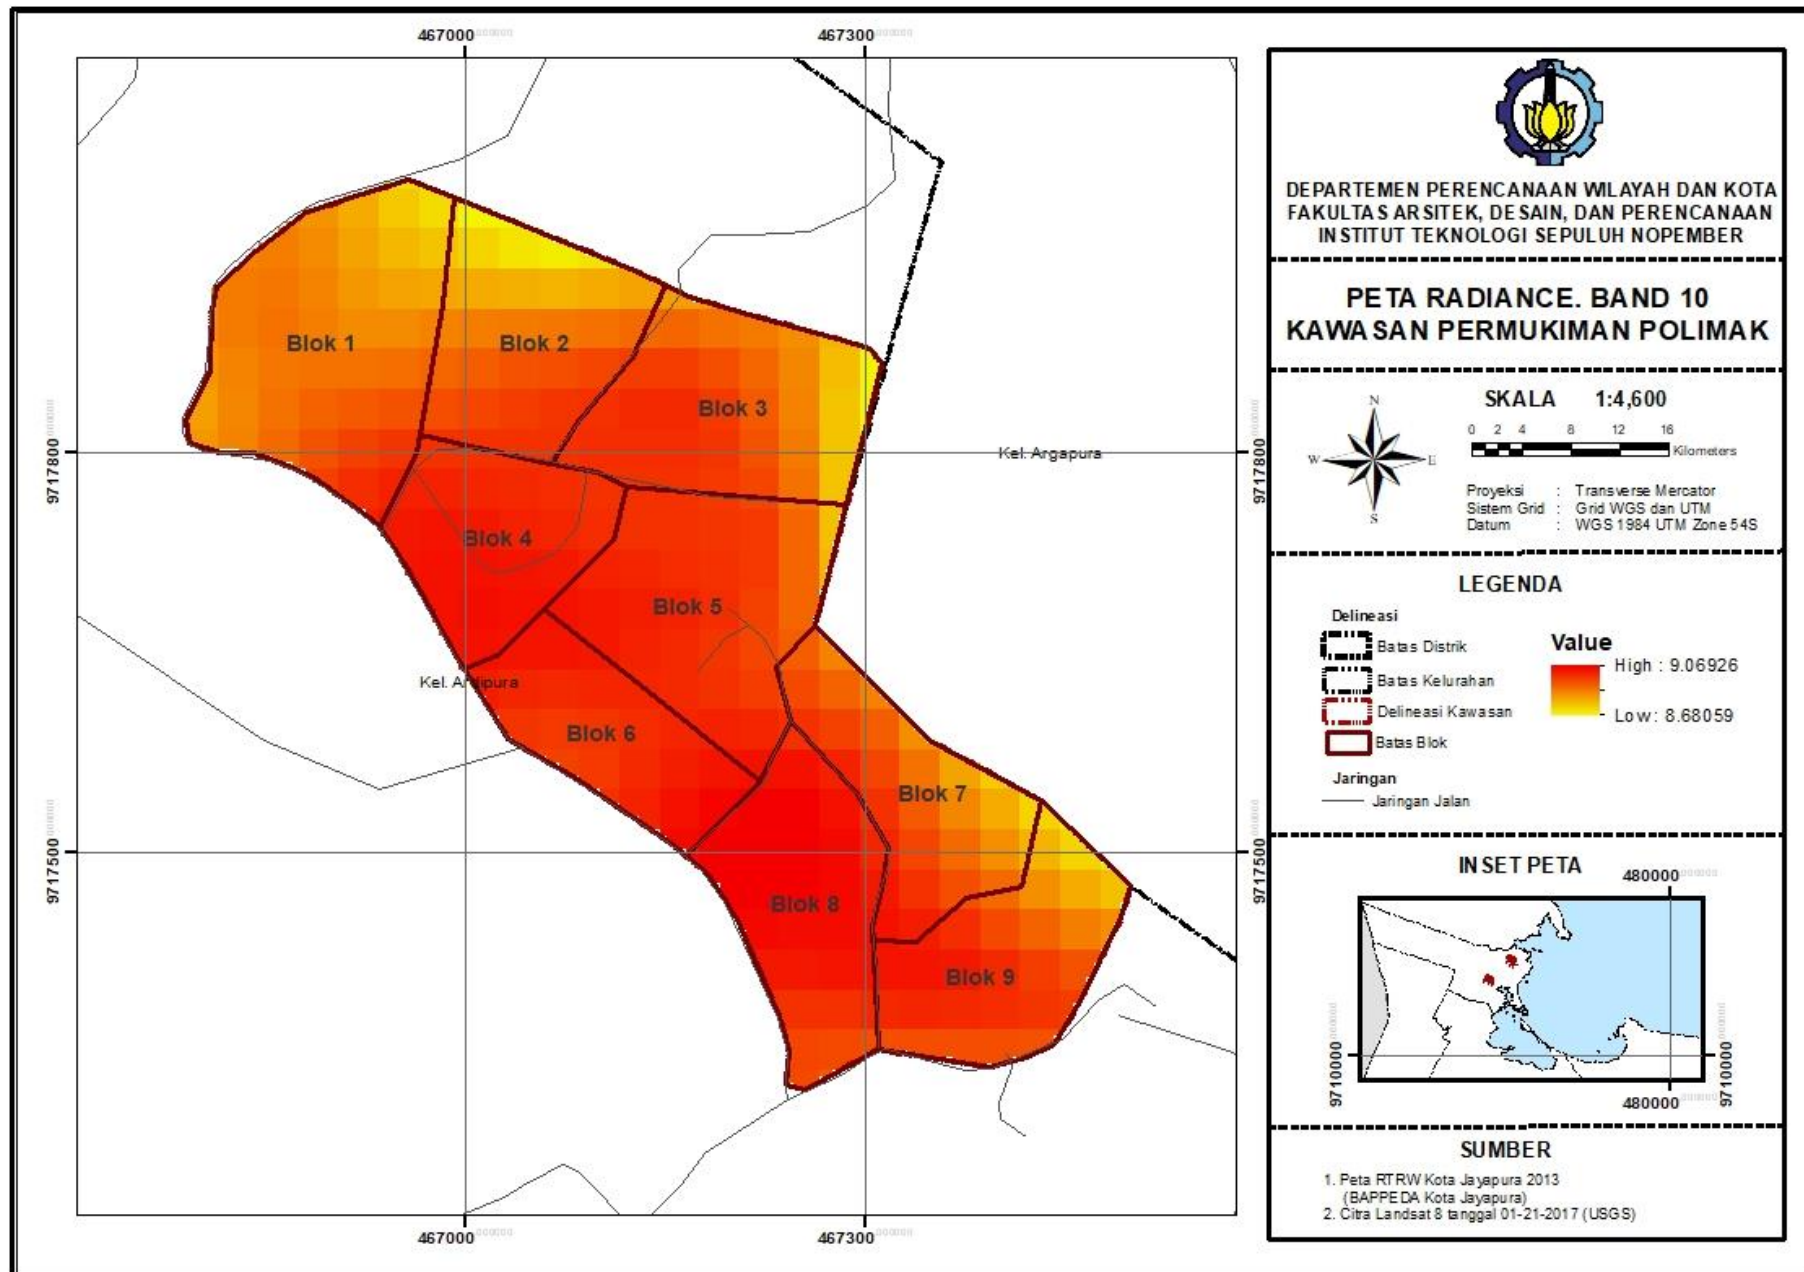 467000 467300
DEPARTEMEN PERENCANAAN WILAYAH DAN KOTA
FAKULTAS ARSITEK, DESAIN, DAN PERENCANAAN
INSTITUT TEKNOLOGI SEPULUH NOPEMBER
PETA RADIANCE. BAND 10
KAWASAN PERMUKIMAN POLIMAK
SKALA 1:4,600
N
W E
S
0 2 4 8 12 16
Kilometers
Proyeksi : Transverse Mercator
Sistem Grid : Grid WGS dan UTM
Datum : WGS 1984 UTM Zone 54S
LEGENDA
Delineasi
Batas Distrik
Batas Kelurahan
Delineasi Kawasan
Batas Blok
Jaringan
Jaringan Jalan
Value
High : 9.06926
Low : 8.68059
INSET PETA
480000
9710000 9710000
480000
SUMBER
1. Peta RTRW Kota Jayapura 2013
(BAPPEDA Kota Jayapura)
2. Citra Landsat 8 tanggal 01-21-2017 (USGS)
Blok 1
Blok 2
Blok 3
Kel. Argapura
9717800 9717800
Blok 4
Blok 5
Kel. Ardipura
Blok 6
Blok 7
9717500 9717500
Blok 8
Blok 9
467000 467300